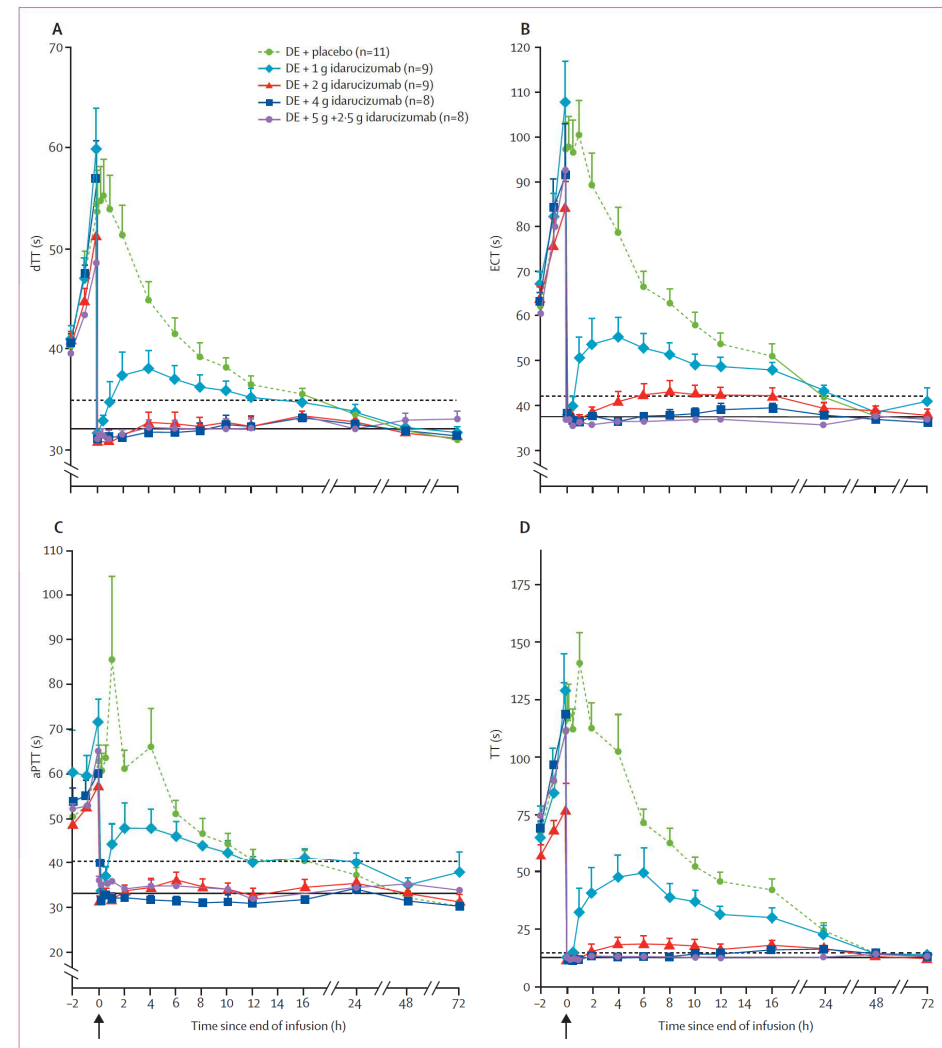 A
70
60
50
40
30
dTT (s)
DE + placebo (n=11)
DE + 1 g idarucizumab (n=9)
DE + 2 g idarucizumab (n=9)
DE + 4 g idarucizumab (n=8)
DE + 5 g +2·5 g idarucizumab (n=8)
B
120
110
100
90
80
70
60
50
40
30
ECT (s)
C
110
100
90
80
70
60
50
40
30
20
aPTT (s)
–2 0 2 4 6 8 10 12 14 16 24 48 72
Time since end of infusion (h)
D
175
150
125
100
75
50
25
0
TT (s)
–2 0 2 4 6 8 10 12 14 16 24 48 72
Time since end of infusion (h)